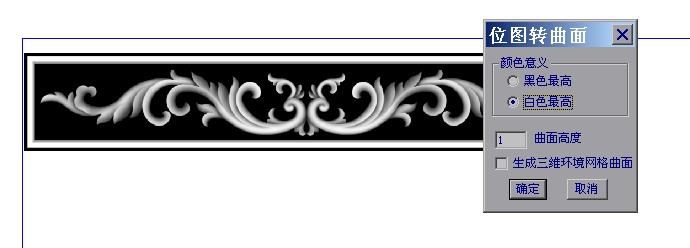 位图转曲面
颜色意义
黑色最高
白色最高
1 曲面高度
生成三维环境网格曲面
确定 取消